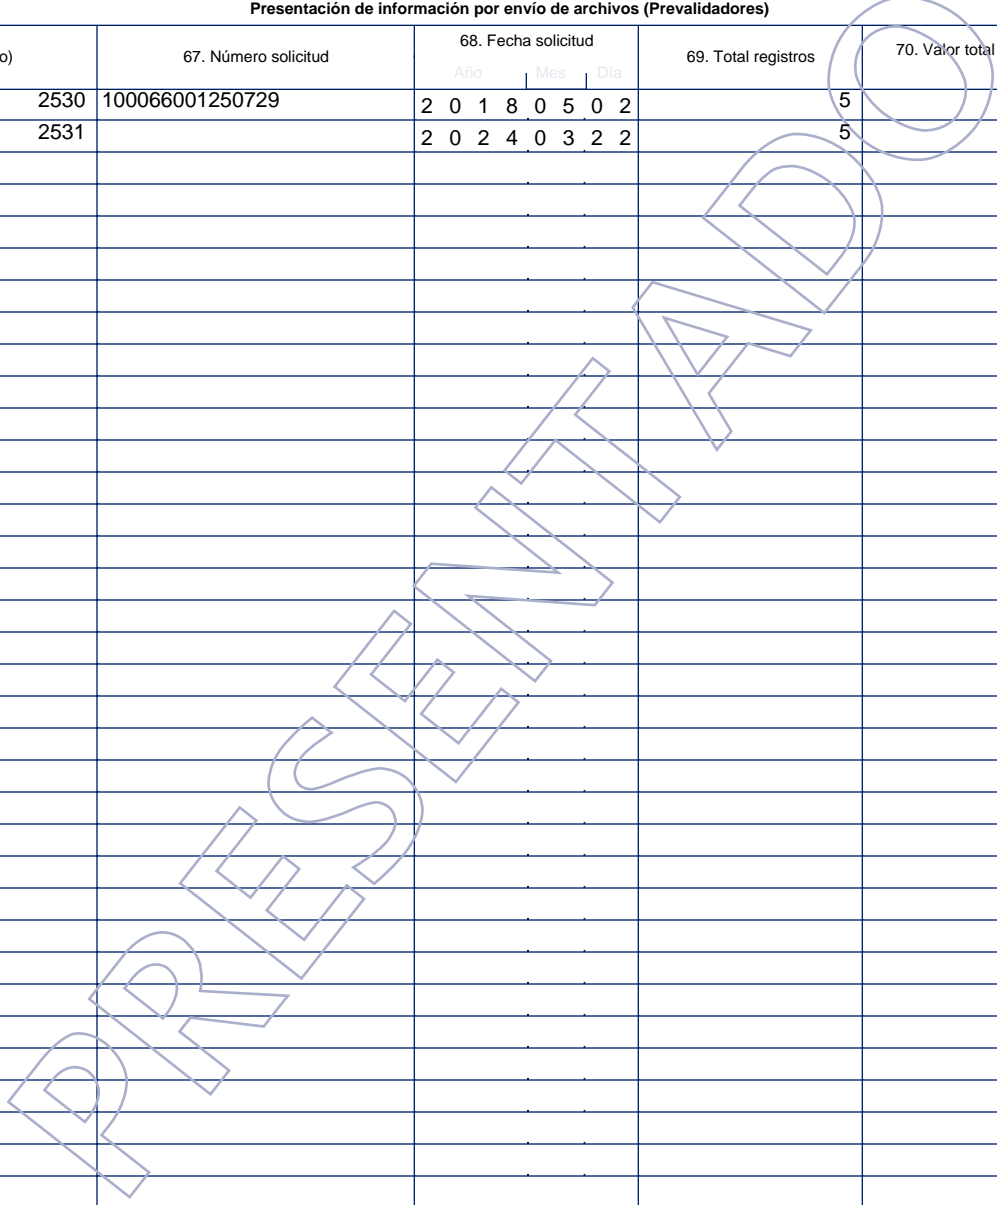 Presentación de información por envío de archivos (Prevalidadores)
o) 67. Número solicitud 68. Fecha solicitud 69. Total registros 70. Valor total
Año Mes Día
2530 100066001250729 2 0 1 8 0 5 0 2 5
2531 2 0 2 4 0 3 2 2 5
PRESENTADO